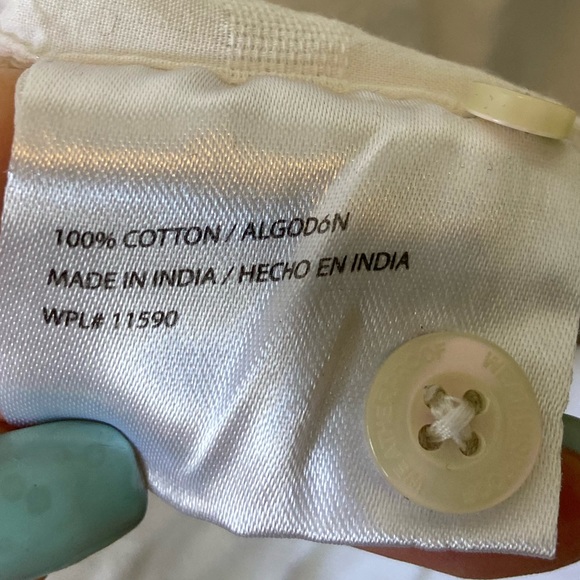 100% COTTON / ALGODóN
MADE IN INDIA / HECHO EN INDIA
WPL# 11590